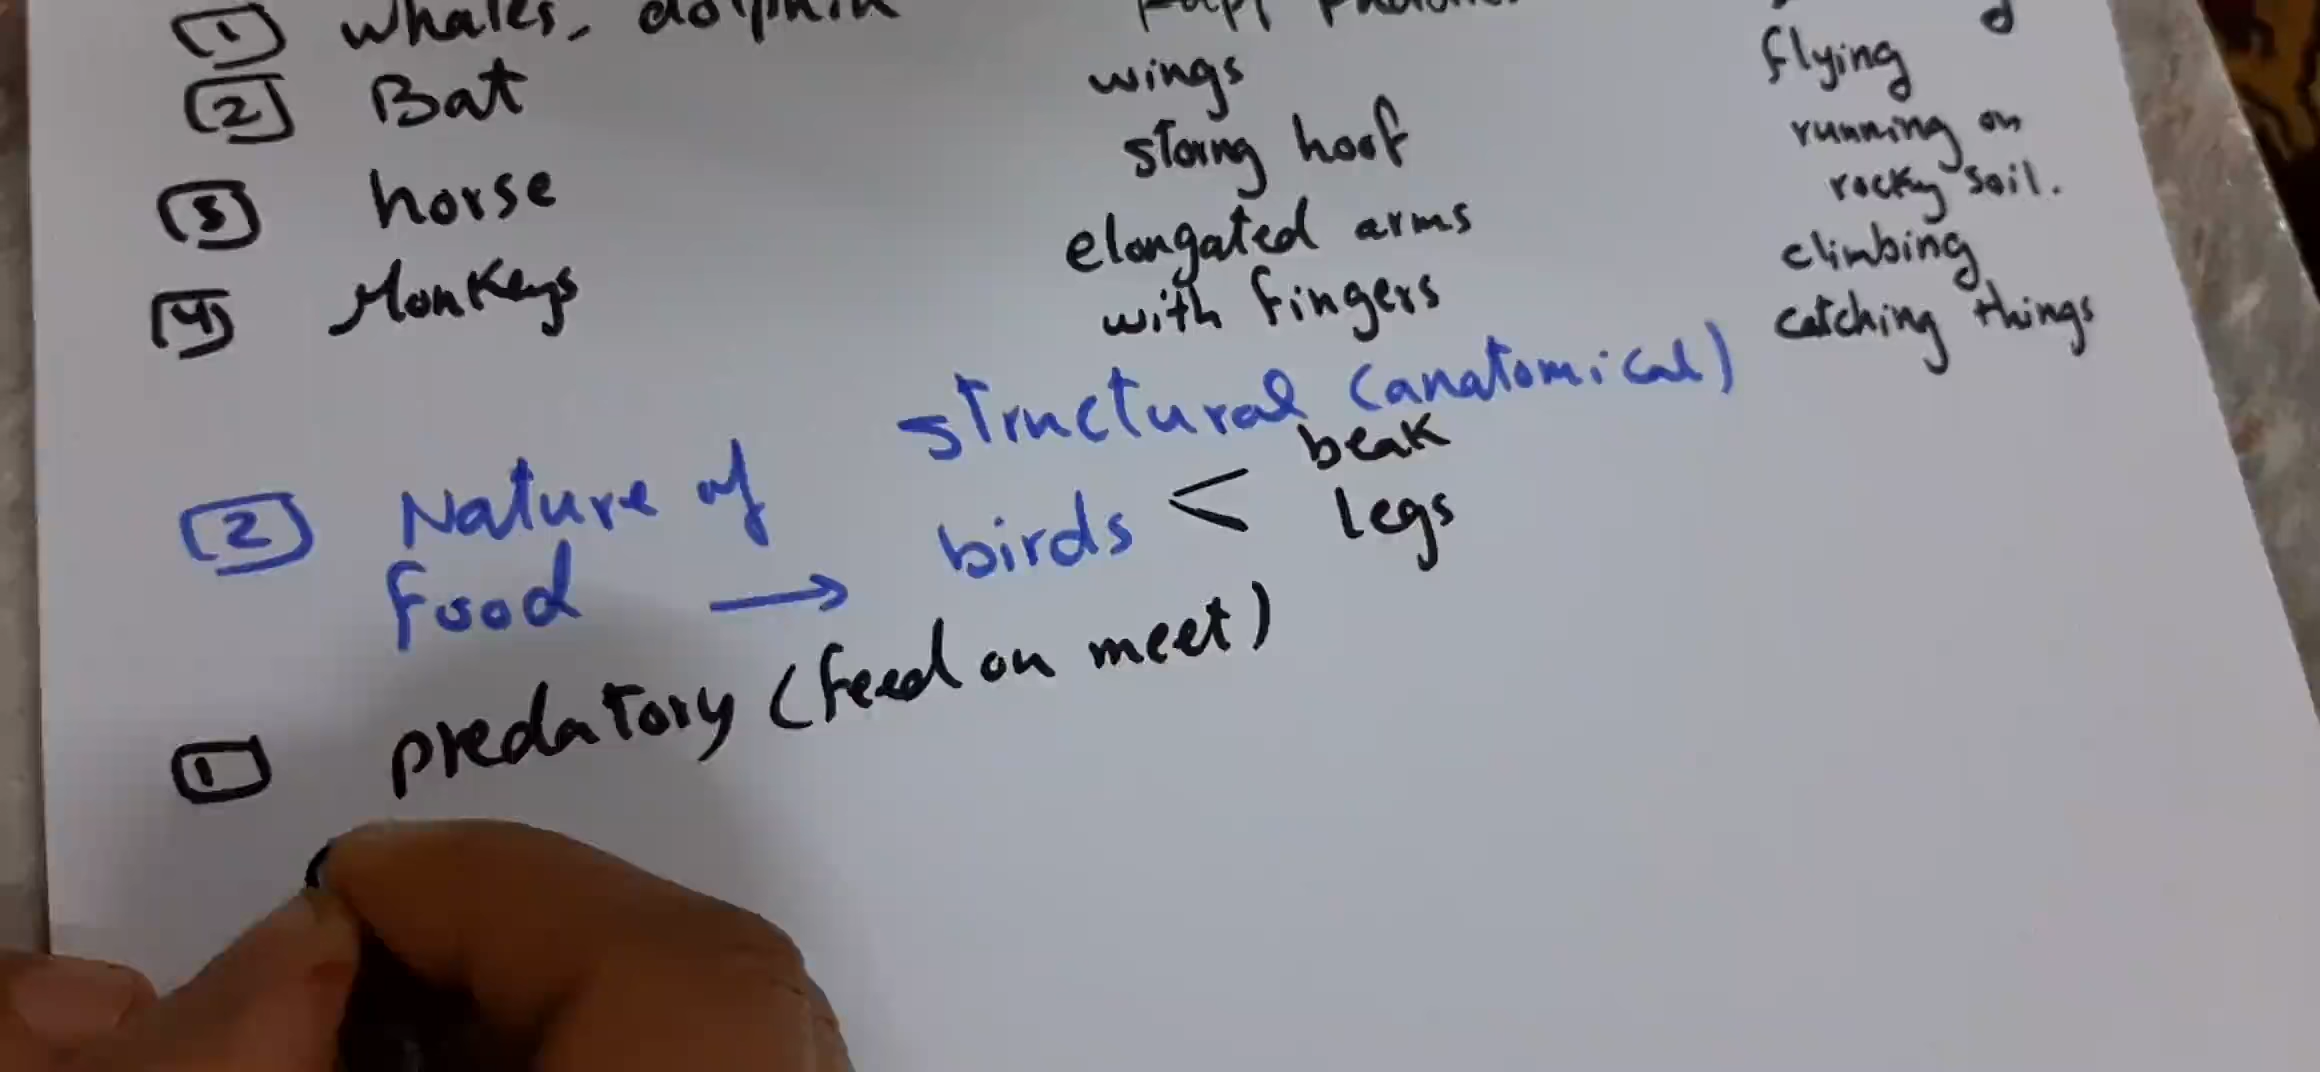 1 whales, dolphin
2 Bat wings flying
3 horse storng hoof running on
rocky soil.
4 Monkeys elongated arms climbing
with fingers catching things
structural (anatomical)
2 Nature of birds < beak
food → legs
1 predatory (feed on meet)